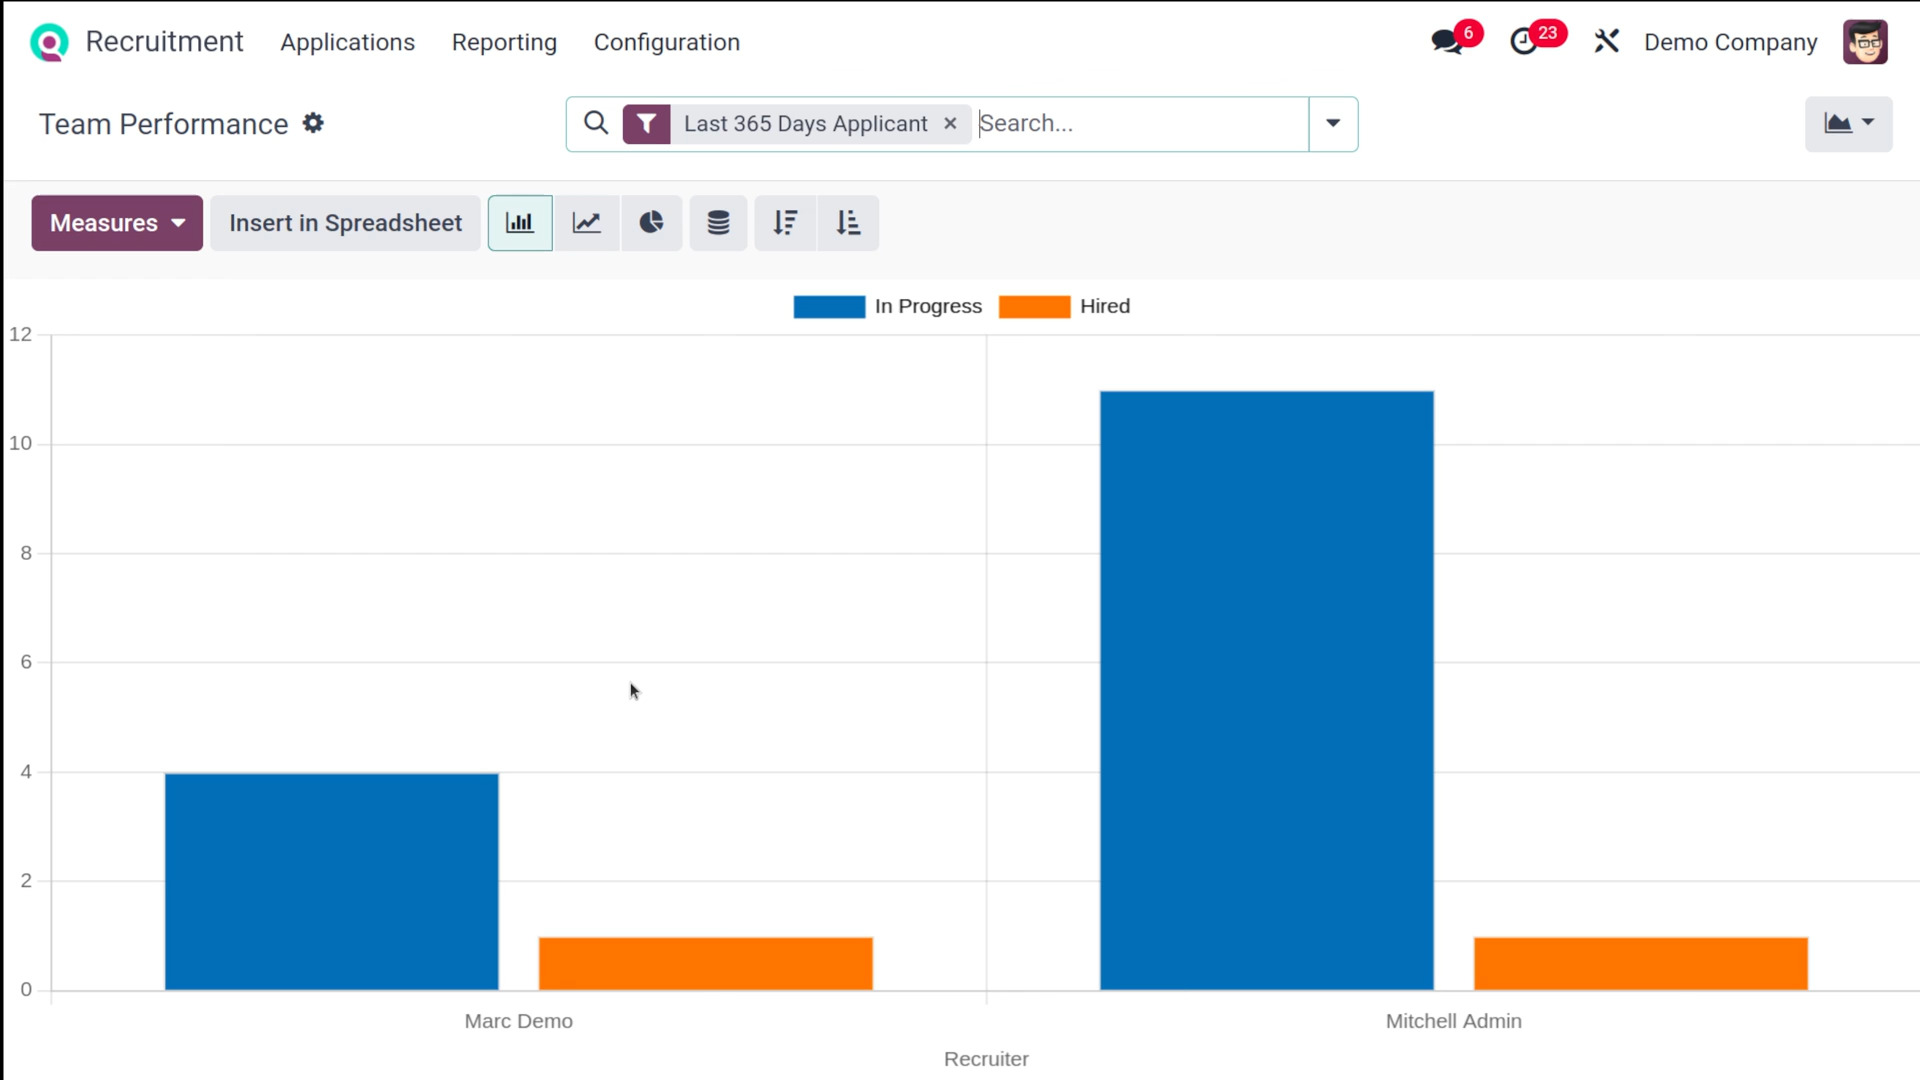 Recruitment Applications Reporting Configuration 6 23 Demo Company
Team Performance Last 365 Days Applicant × Search...
Measures Insert in Spreadsheet
In Progress Hired
12
10
8
6
4
2
0
Marc Demo Mitchell Admin
Recruiter